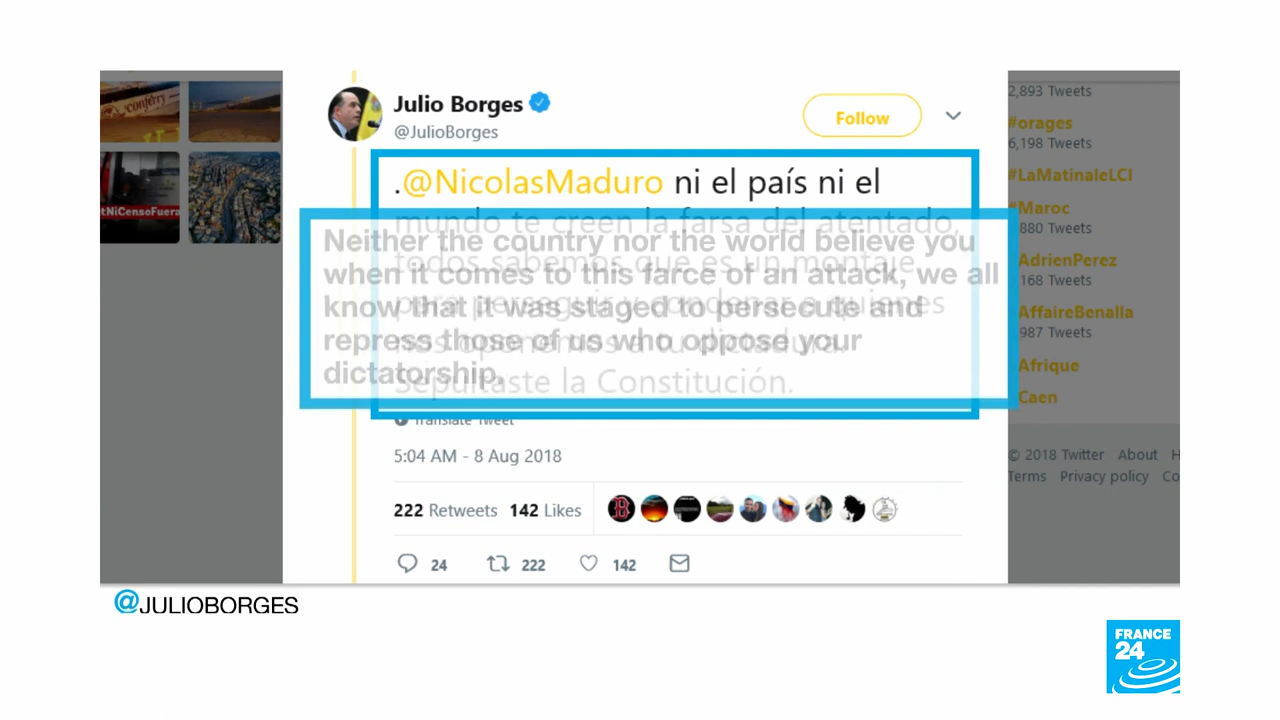 conferry
tNiCensoFuera
Julio Borges
@JulioBorges
Follow
.@NicolasMaduro ni el país ni el
mundo te creen la farsa del atentado,
todos sabemos que es un montaje
para perseguir y condenar a quienes
nos oponemos a tu dictadura.
Sepultaste la Constitución.
Neither the country nor the world believe you
when it comes to this farce of an attack, we all
know that it was staged to persecute and
repress those of us who oppose your
dictatorship.
Translate Tweet
5:04 AM - 8 Aug 2018
222 Retweets 142 Likes
24 222 142
2,893 Tweets
#orages
6,198 Tweets
#LaMatinaleLCI
#Maroc
880 Tweets
AdrienPerez
168 Tweets
AffaireBenalla
987 Tweets
Afrique
Caen
© 2018 Twitter About H
Terms Privacy policy Co
@JULIOBORGES
FRANCE
24